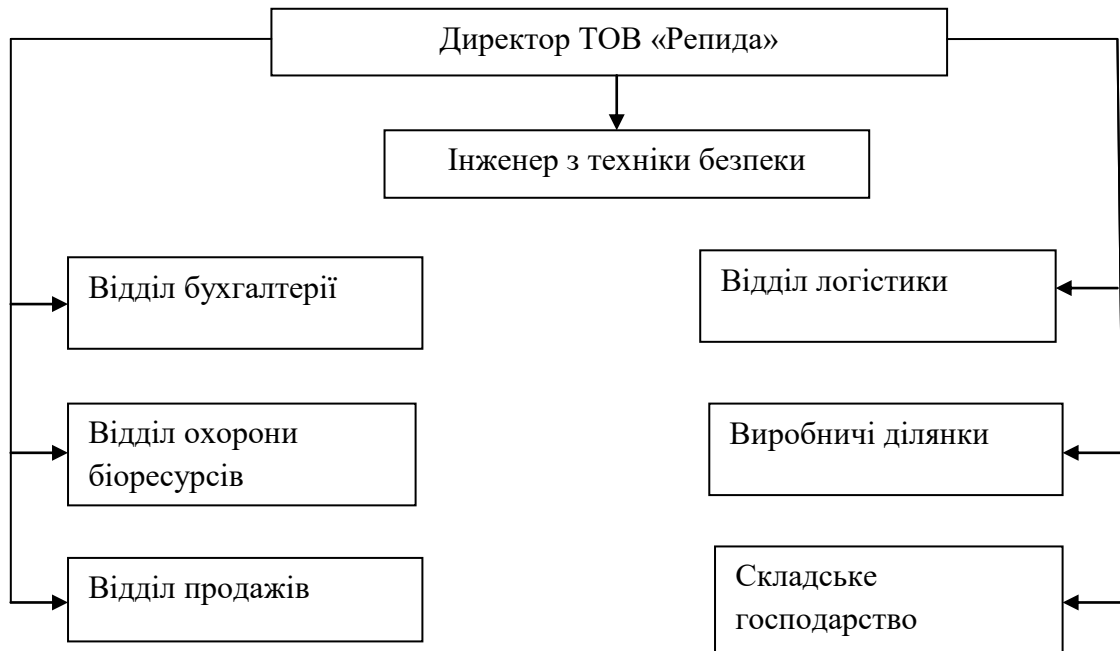 Директор ТОВ «Репида»
Інженер з техніки безпеки
Відділ бухгалтерії
Відділ логістики
Відділ охорони
біоресурсів
Виробничі ділянки
Відділ продажів
Складське
господарство